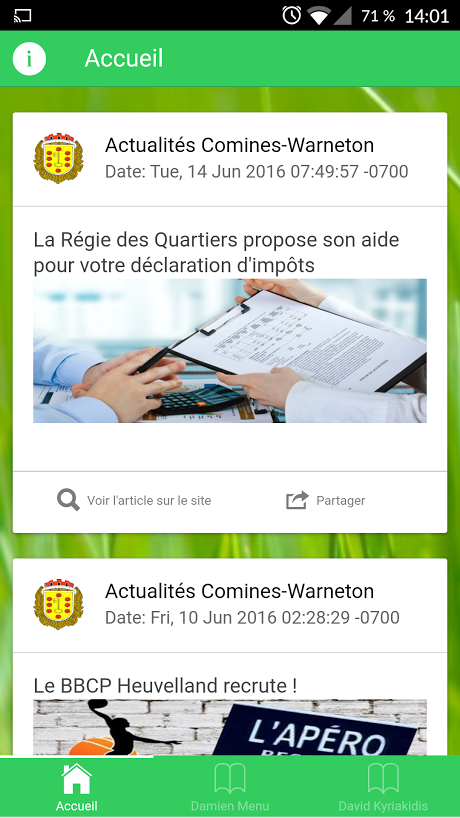 71 % 14:01
i Accueil
Actualités Comines-Warneton
Date: Tue, 14 Jun 2016 07:49:57 -0700
La Régie des Quartiers propose son aide
pour votre déclaration d'impôts
Voir l'article sur le site Partager
Actualités Comines-Warneton
Date: Fri, 10 Jun 2016 02:28:29 -0700
Le BBCP Heuvelland recrute !
L'APÉRO
Accueil Damien Menu David Kyriakidis